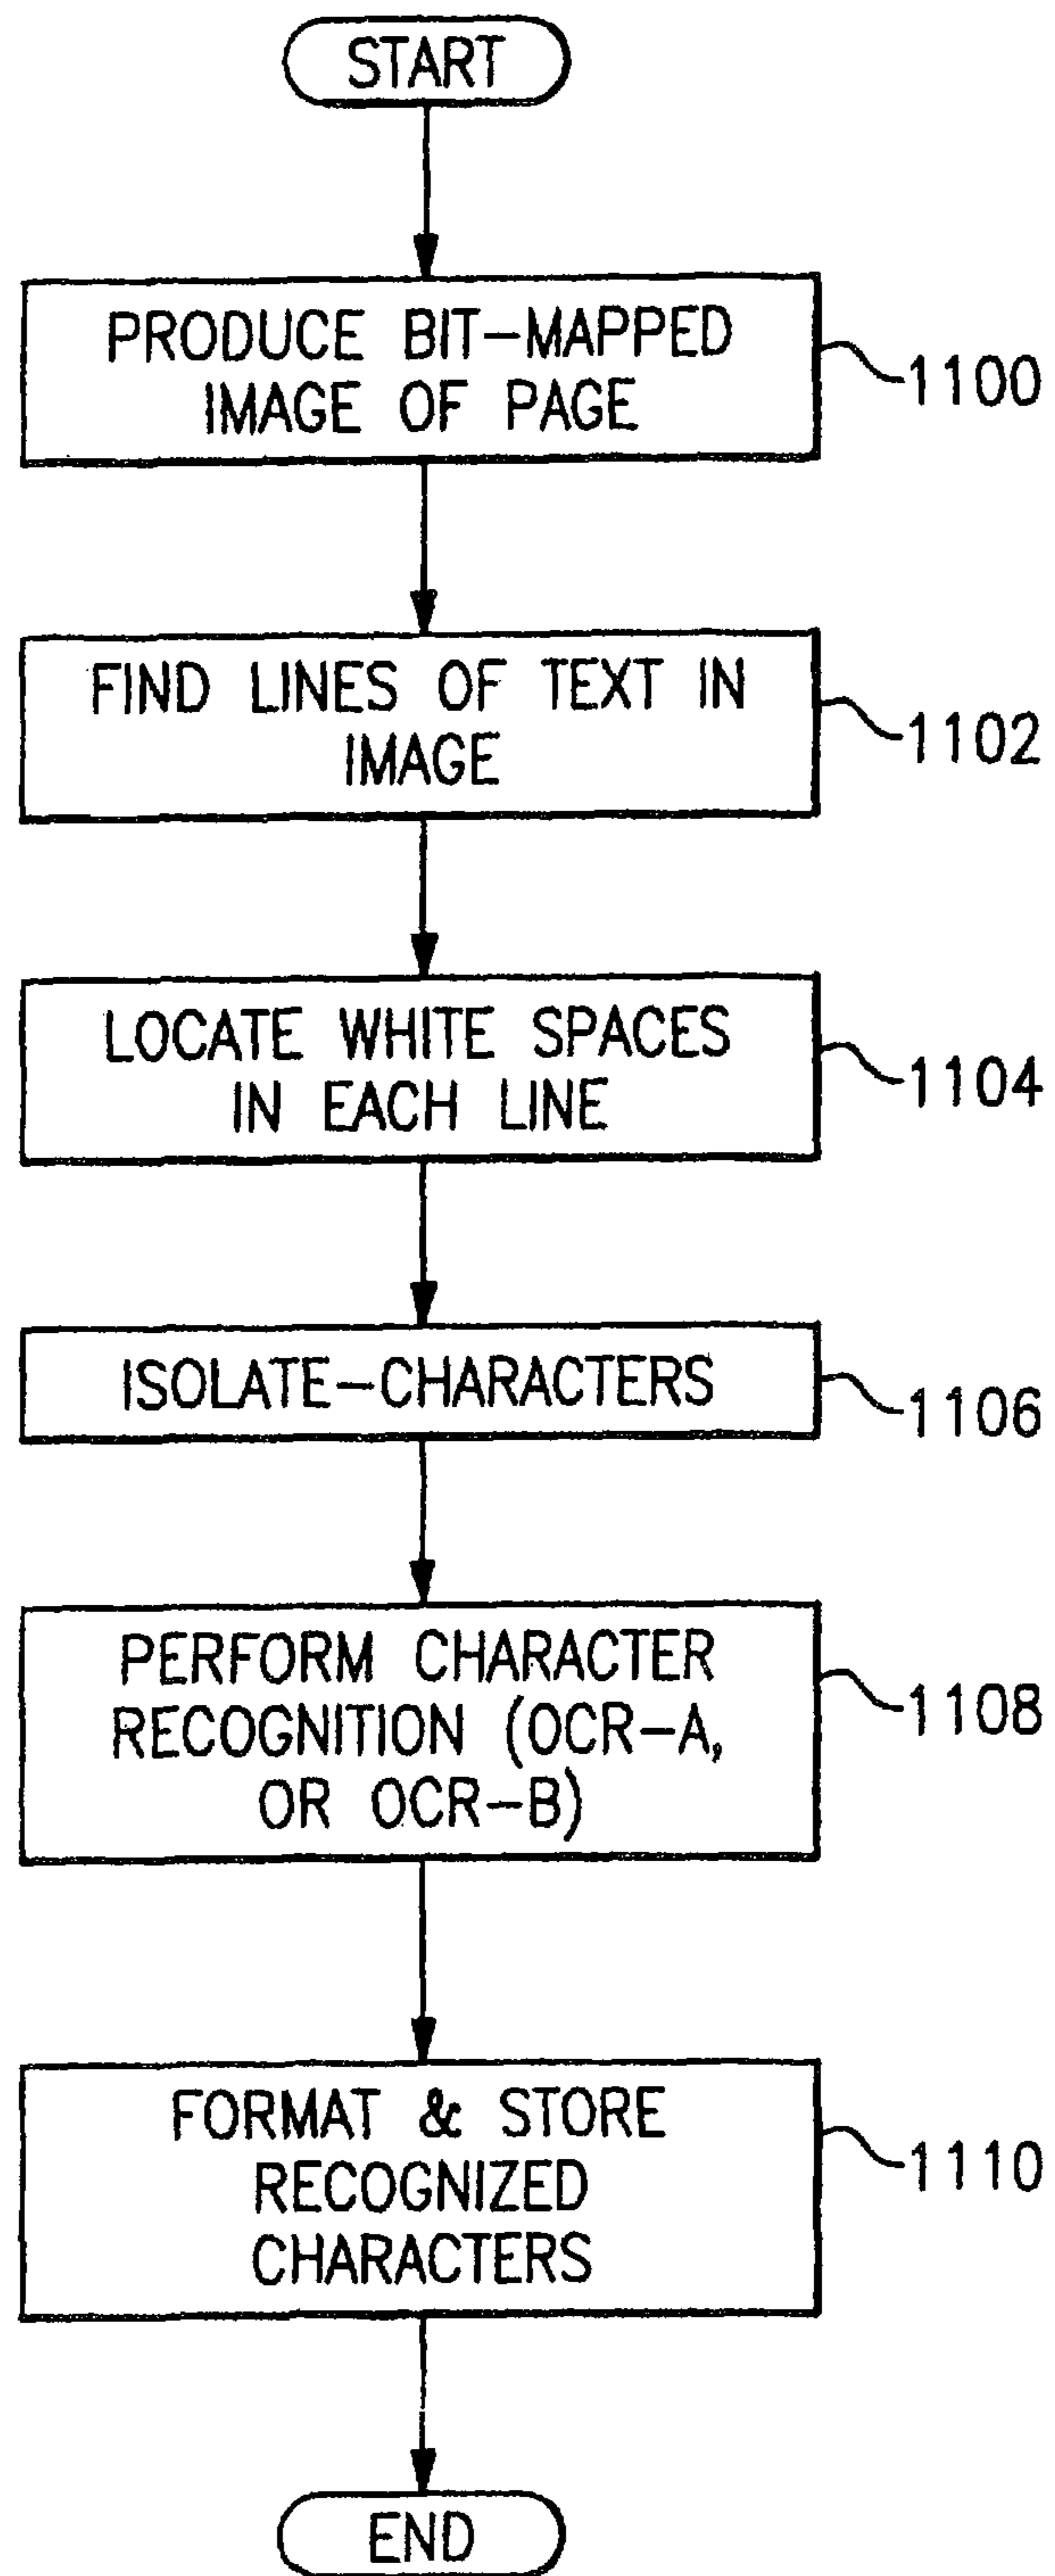 START
PRODUCE BIT-MAPPED
IMAGE OF PAGE
1100
FIND LINES OF TEXT IN
IMAGE
1102
LOCATE WHITE SPACES
IN EACH LINE
1104
ISOLATE-CHARACTERS
1106
PERFORM CHARACTER
RECOGNITION (OCR-A,
OR OCR-B)
1108
FORMAT & STORE
RECOGNIZED
CHARACTERS
1110
END